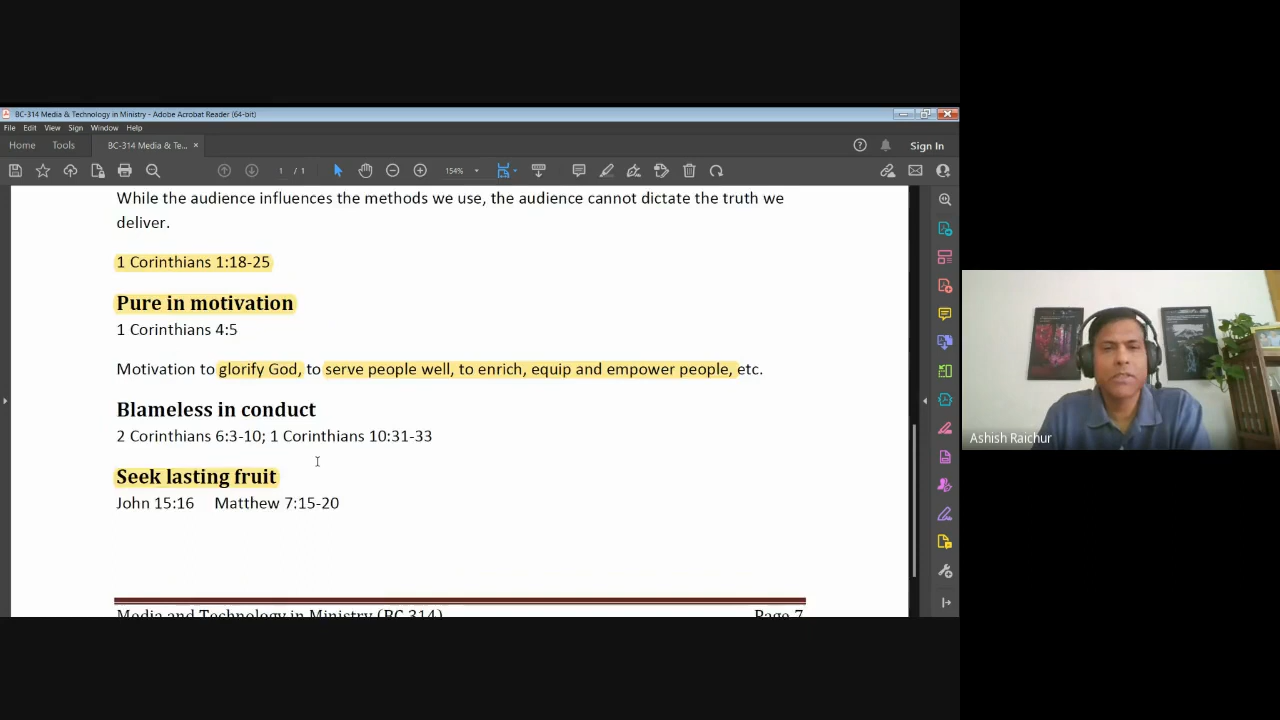 BC-314 Media & Technology in Ministry - Adobe Acrobat Reader (64-bit)
File Edit View Sign Window Help
Home Tools BC-314 Media & Te... × Sign In
1 / 1 154%
While the audience influences the methods we use, the audience cannot dictate the truth we
deliver.
1 Corinthians 1:18-25
Pure in motivation
1 Corinthians 4:5
Motivation to glorify God, to serve people well, to enrich, equip and empower people, etc.
Blameless in conduct
2 Corinthians 6:3-10; 1 Corinthians 10:31-33
Seek lasting fruit
John 15:16 Matthew 7:15-20
Media and Technology in Ministry (BC 314) Page 7
Ashish Raichur